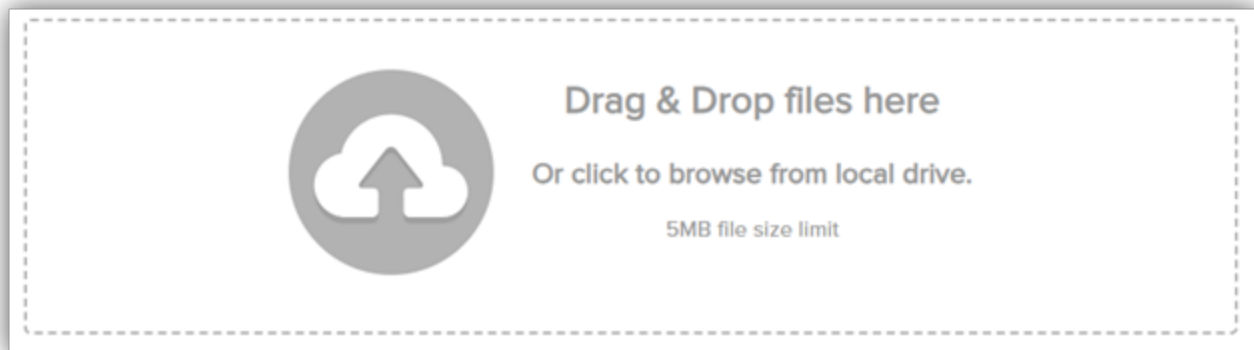 Drag & Drop files here
Or click to browse from local drive.
5MB file size limit